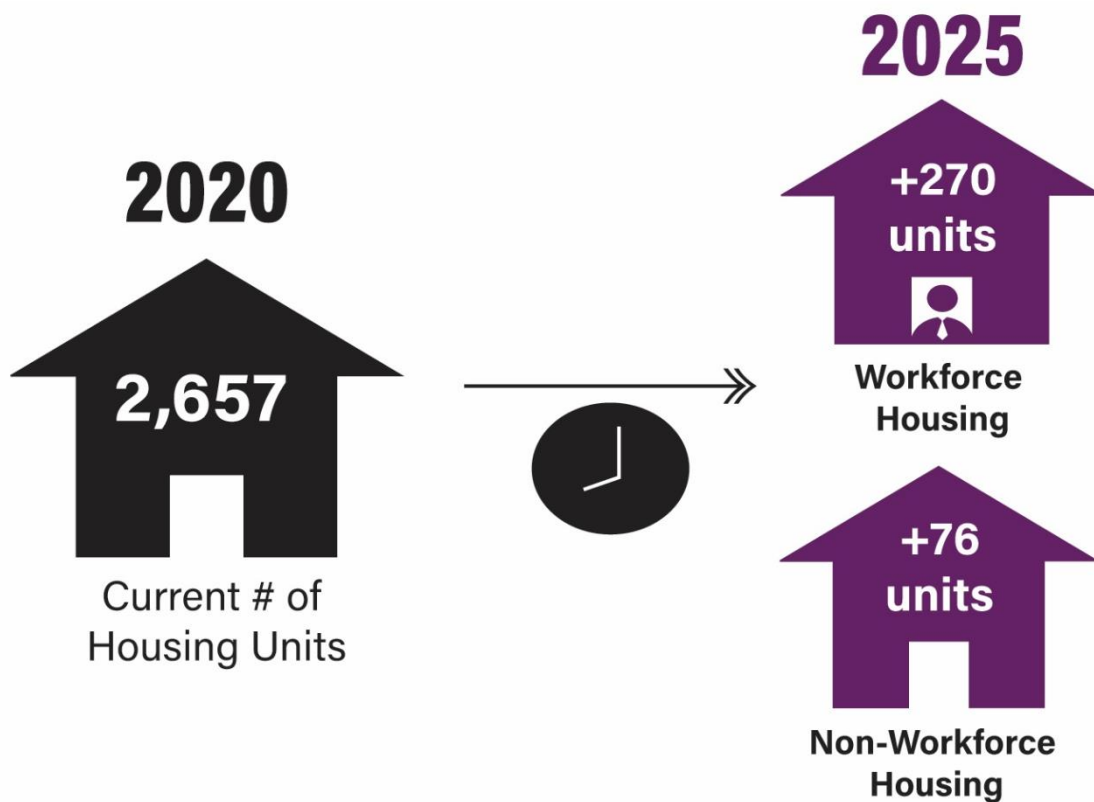 2020
2,657
Current # of
Housing Units
2025
+270
units
Workforce
Housing
+76
units
Non-Workforce
Housing